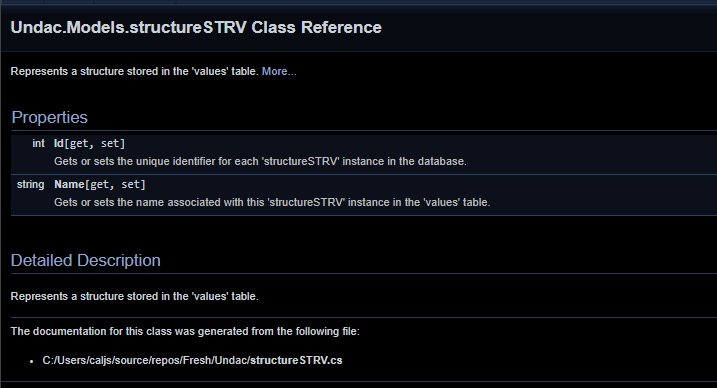 Undac.Models.structureSTRV Class Reference
Represents a structure stored in the 'values' table. More...
Properties
int Id[get, set]
Gets or sets the unique identifier for each 'structureSTRV' instance in the database.
string Name[get, set]
Gets or sets the name associated with this 'structureSTRV' instance in the 'values' table.
Detailed Description
Represents a structure stored in the 'values' table.
The documentation for this class was generated from the following file:
• C:/Users/caljs/source/repos/Fresh/Undac/structureSTRV.cs